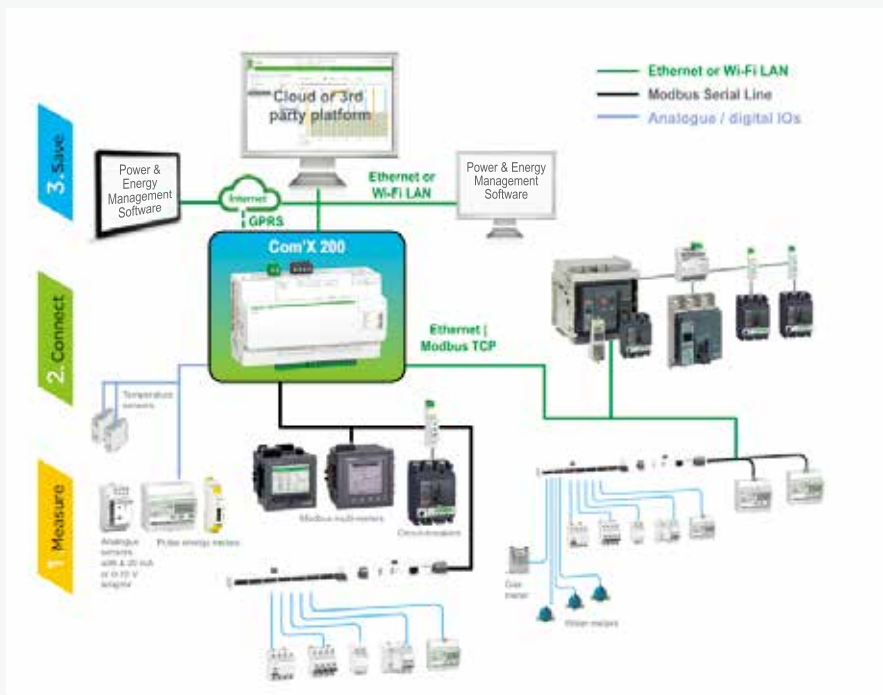 Cloud or 3rd
party platform
Ethernet or Wi-Fi LAN
Modbus Serial Line
Analogue / digital IOs
3. Save
Power &
Energy
Management
Software
Internet
GPRS
Ethernet or
Wi-Fi LAN
Power & Energy
Management
Software
Com'X 200
2. Connect
Ethernet |
Modbus TCP
Temperature
sensors
1 Measure
Analogue
sensors
Pulse energy meters
Modbus multi-meters
Circuit-breakers
Gas
meter
Water meters